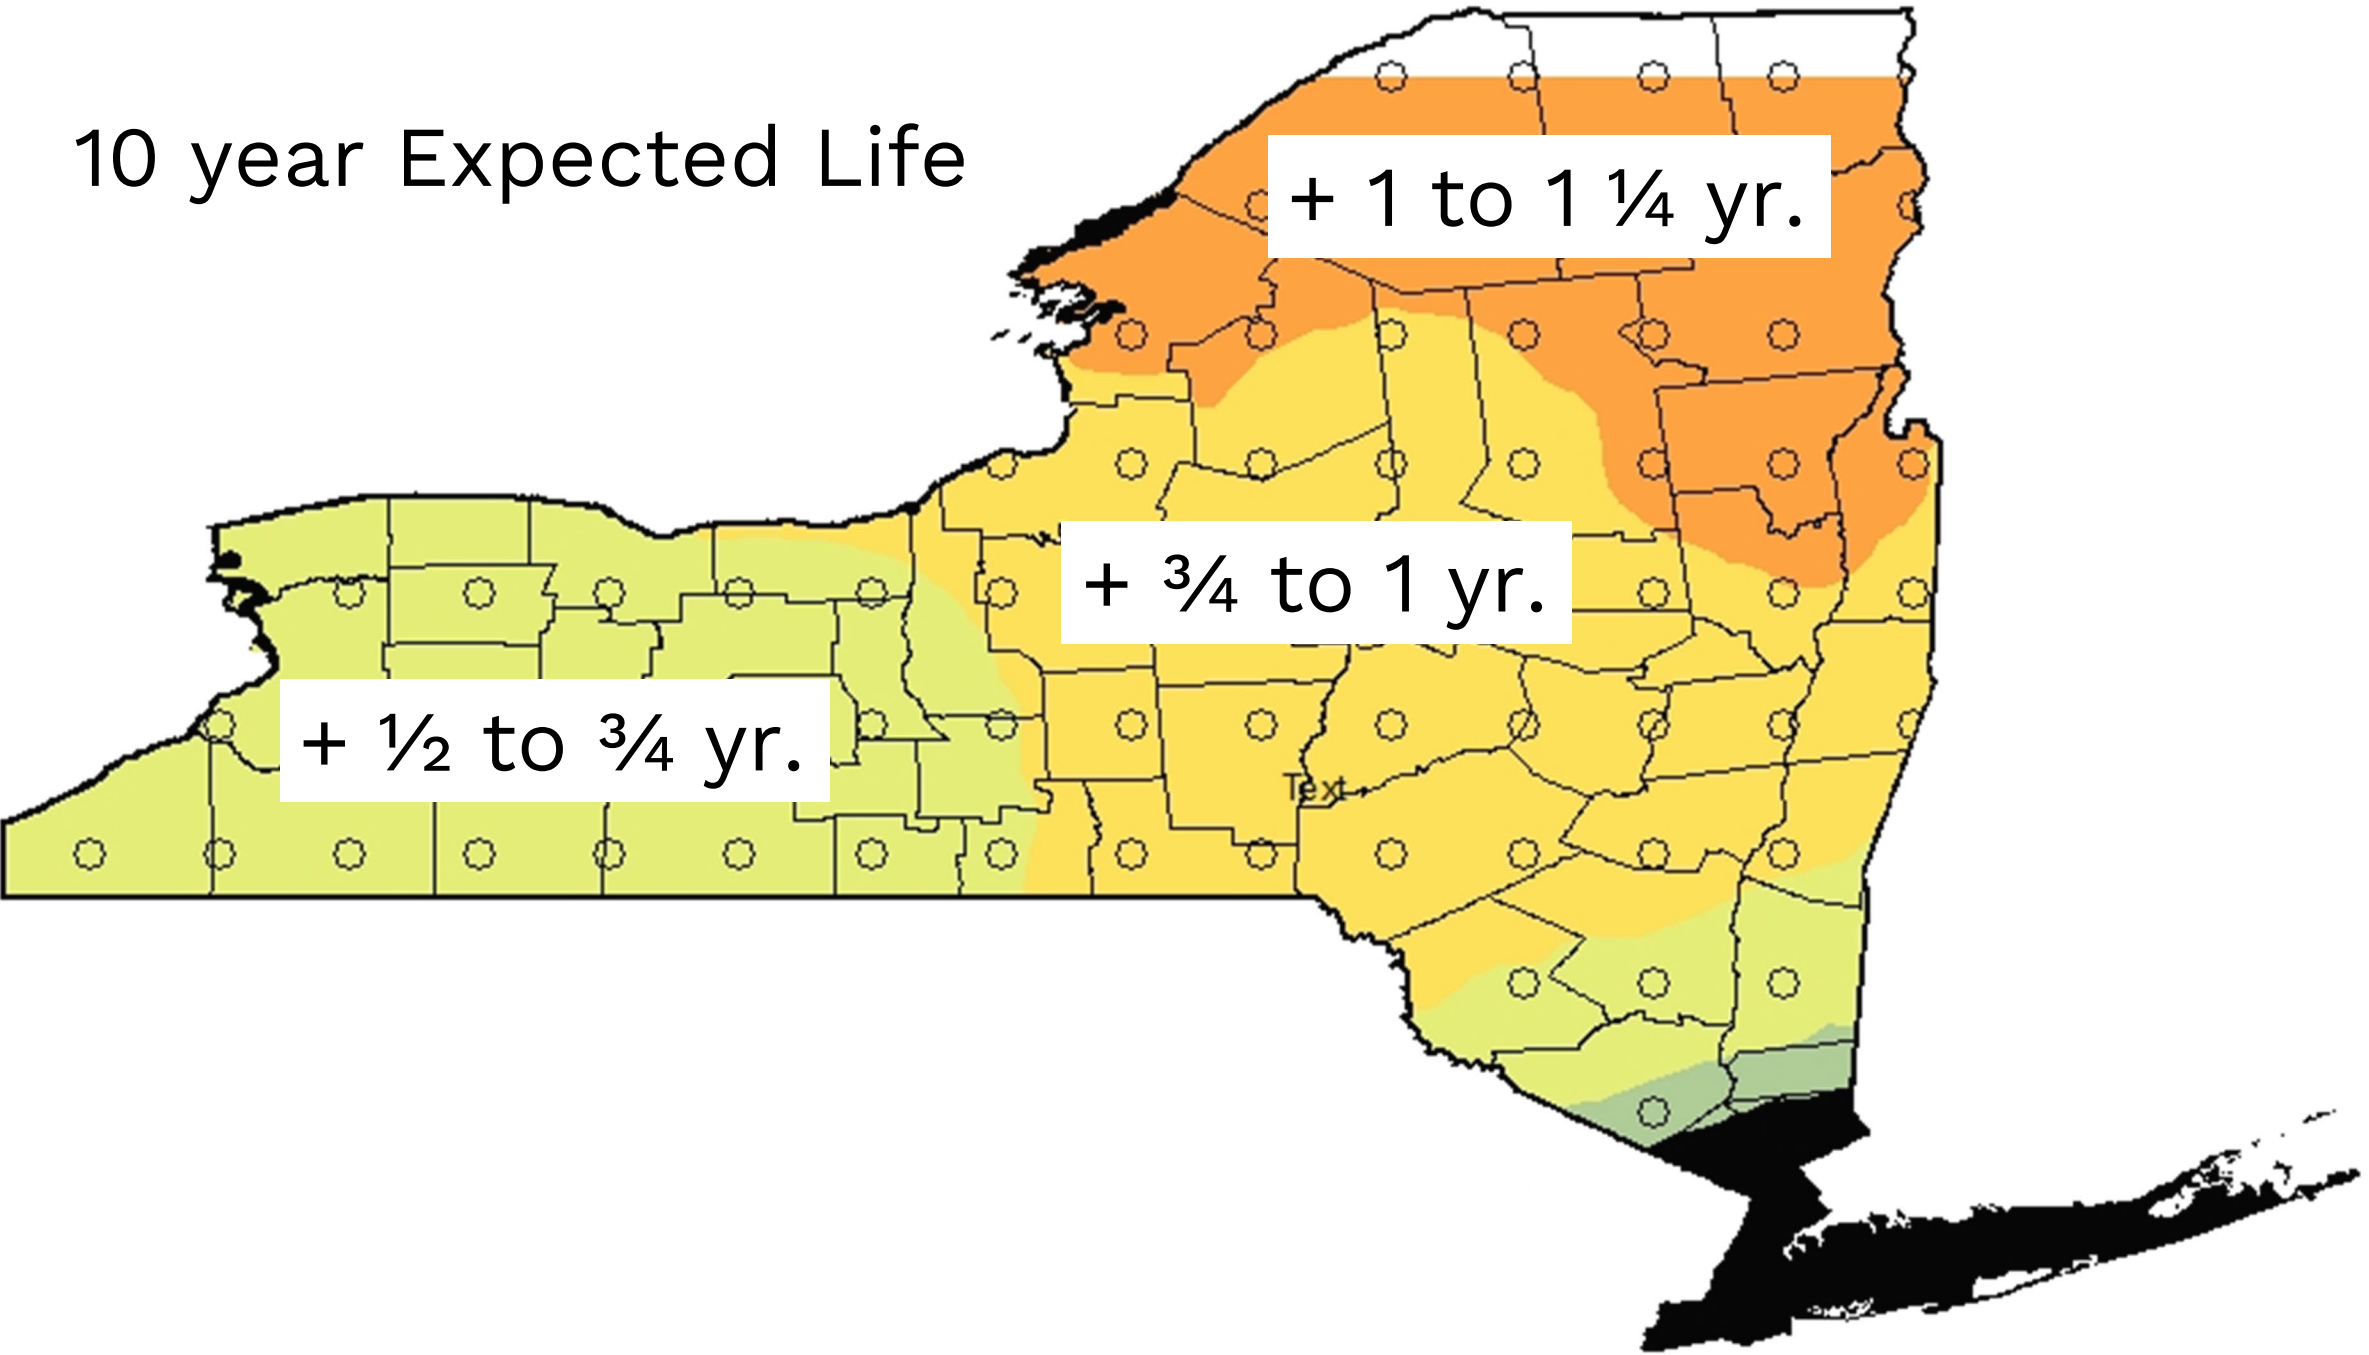 10 year Expected Life
+ 1 to 1 ¼ yr.
+ ¾ to 1 yr.
+ ½ to ¾ yr.
Text